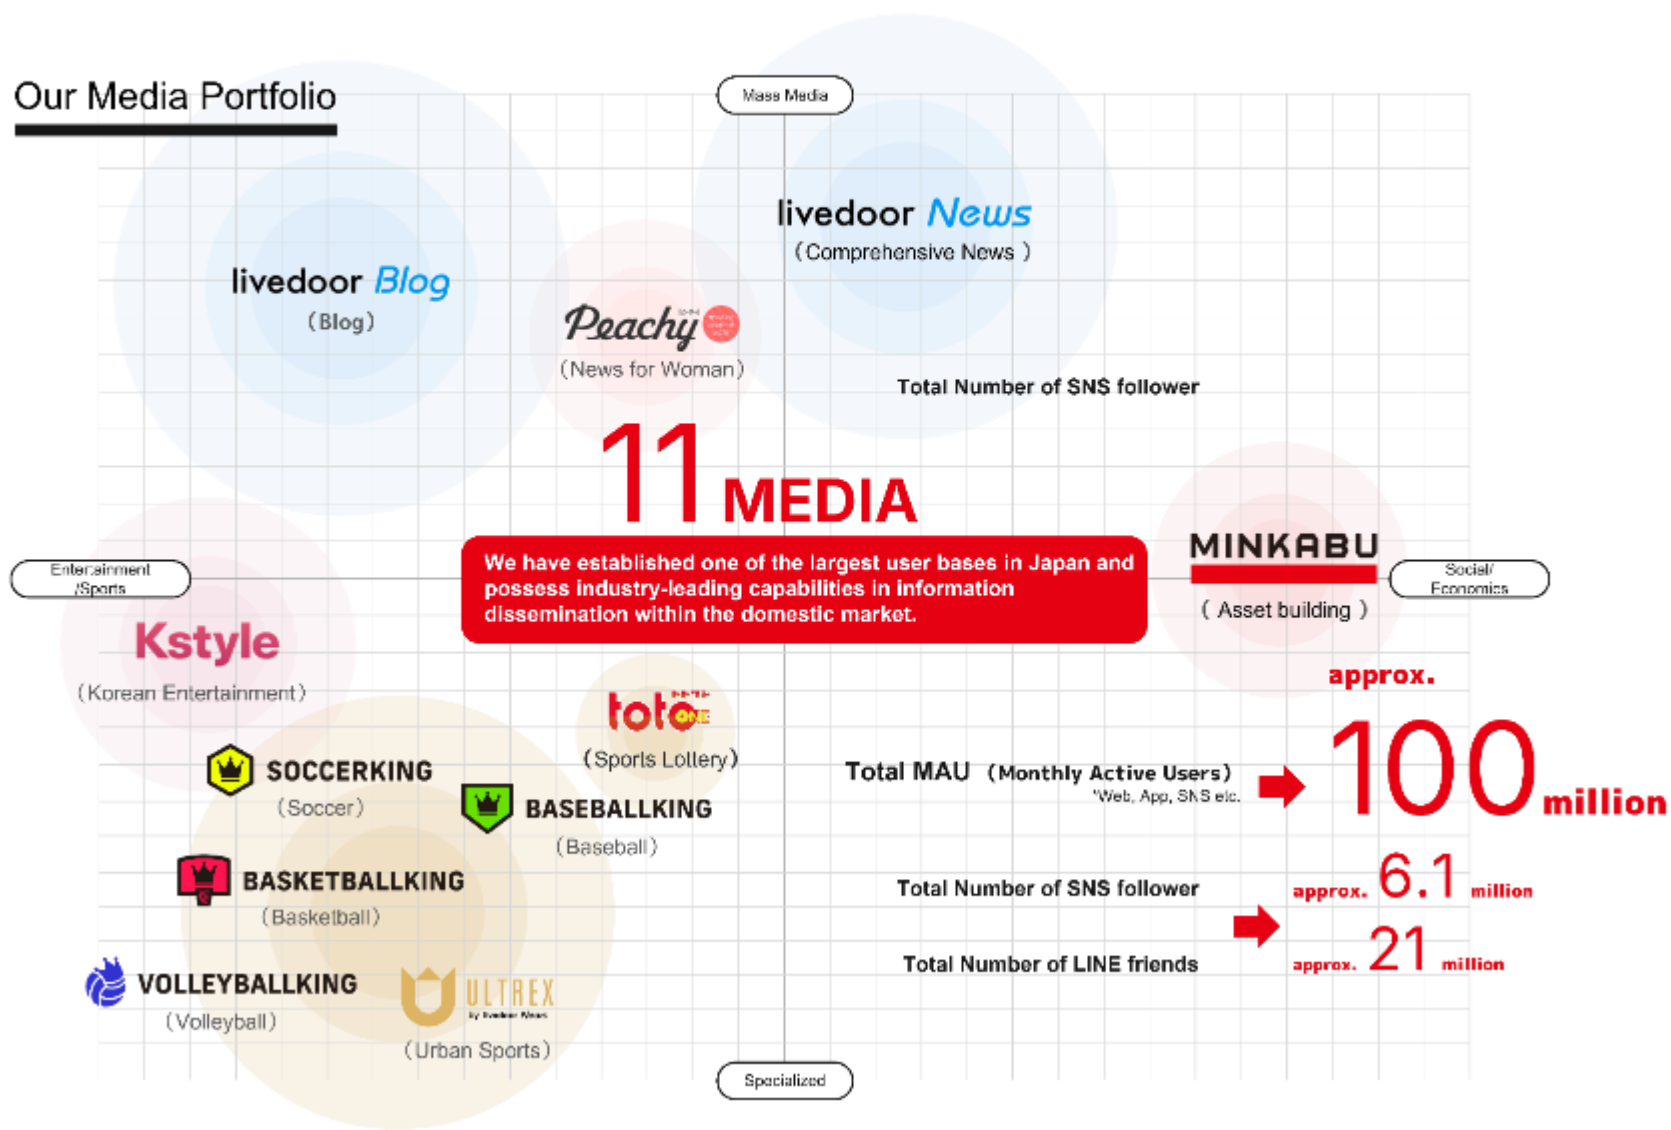 Our Media Portfolio
Mass Media
livedoor News
(Comprehensive News )
livedoor Blog
(Blog)
Peachy
(News for Woman)
Total Number of SNS follower
11 MEDIA
We have established one of the largest user bases in Japan and
possess industry-leading capabilities in information
dissemination within the domestic market.
MINKABU
( Asset building )
Entertainment
/Sports
Social/
Economics
Kstyle
(Korean Entertainment)
toto
ONE
(Sports Lottery)
SOCCERKING
(Soccer)
BASEBALLKING
(Baseball)
BASKETBALLKING
(Basketball)
VOLLEYBALLKING
(Volleyball)
ULTREX
by livedoor News
(Urban Sports)
approx.
Total MAU (Monthly Active Users)
*Web, App, SNS etc.
100 million
Total Number of SNS follower
approx. 6.1 million
Total Number of LINE friends
approx. 21 million
Specialized